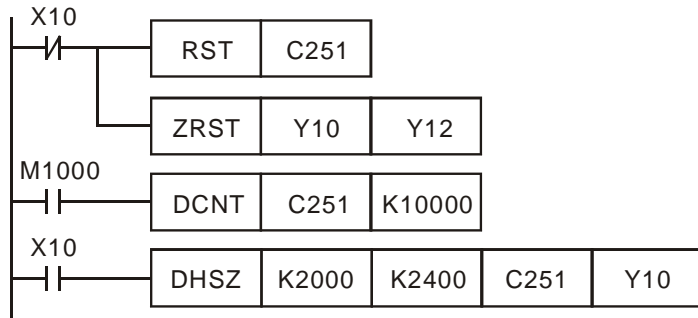 X10
RST C251
ZRST Y10 Y12
M1000
DCNT C251 K10000
X10
DHSZ K2000 K2400 C251 Y10